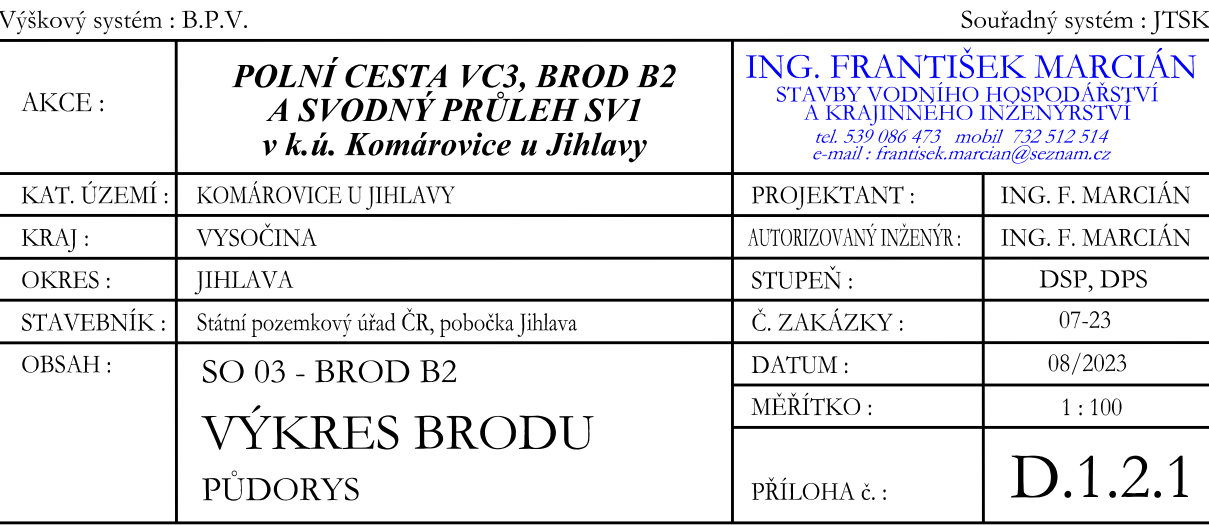 Výškový systém : B.P.V.
Souřadný systém : JTSK
AKCE :
POLNÍ CESTA VC3, BROD B2
A SVODNÝ PRŮLEH SV1
v k.ú. Komárovice u Jihlavy
ING. FRANTIŠEK MARCIÁN
STAVBY VODNÍHO HOSPODÁŘSTVÍ
A KRAJINNÉHO INŽENÝRSTVÍ
tel. 539 086 473 mobil 732 512 514
e-mail : frantisek.marcian@seznam.cz
KAT. ÚZEMÍ : KOMÁROVICE U JIHLAVY
PROJEKTANT : ING. F. MARCIÁN
KRAJ : VYSOČINA
AUTORIZOVANÝ INŽENÝR : ING. F. MARCIÁN
OKRES : JIHLAVA
STUPEŇ : DSP, DPS
STAVEBNÍK : Státní pozemkový úřad ČR, pobočka Jihlava
Č. ZAKÁZKY : 07-23
OBSAH :
SO 03 - BROD B2
VÝKRES BRODU
PŮDORYS
DATUM : 08/2023
MĚŘÍTKO : 1 : 100
PŘÍLOHA č. : D.1.2.1